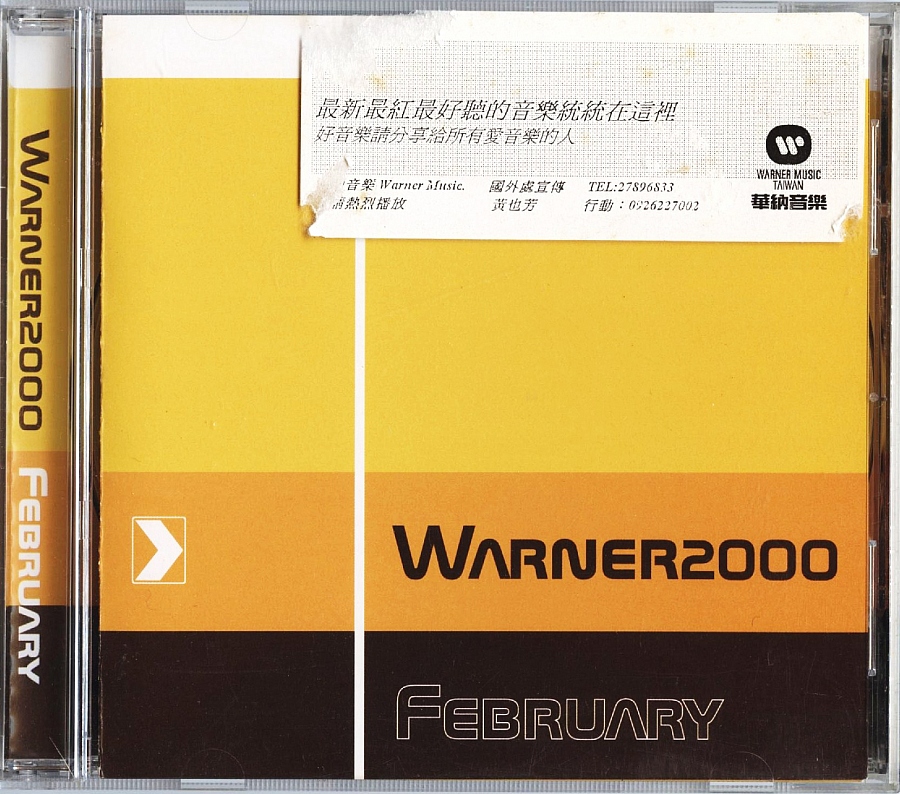 WARNER2000 FEBRUARY
最新最紅最好聽的音樂統統在這裡
好音樂請分享給所有愛音樂的人
音樂 Warner Music. 國外處宣傳 TEL:27896833
熱烈播放 黃也芳 行動：0926227002
WARNER MUSIC
TAIWAN
華納音樂
WARNER2000
FEBRUARY